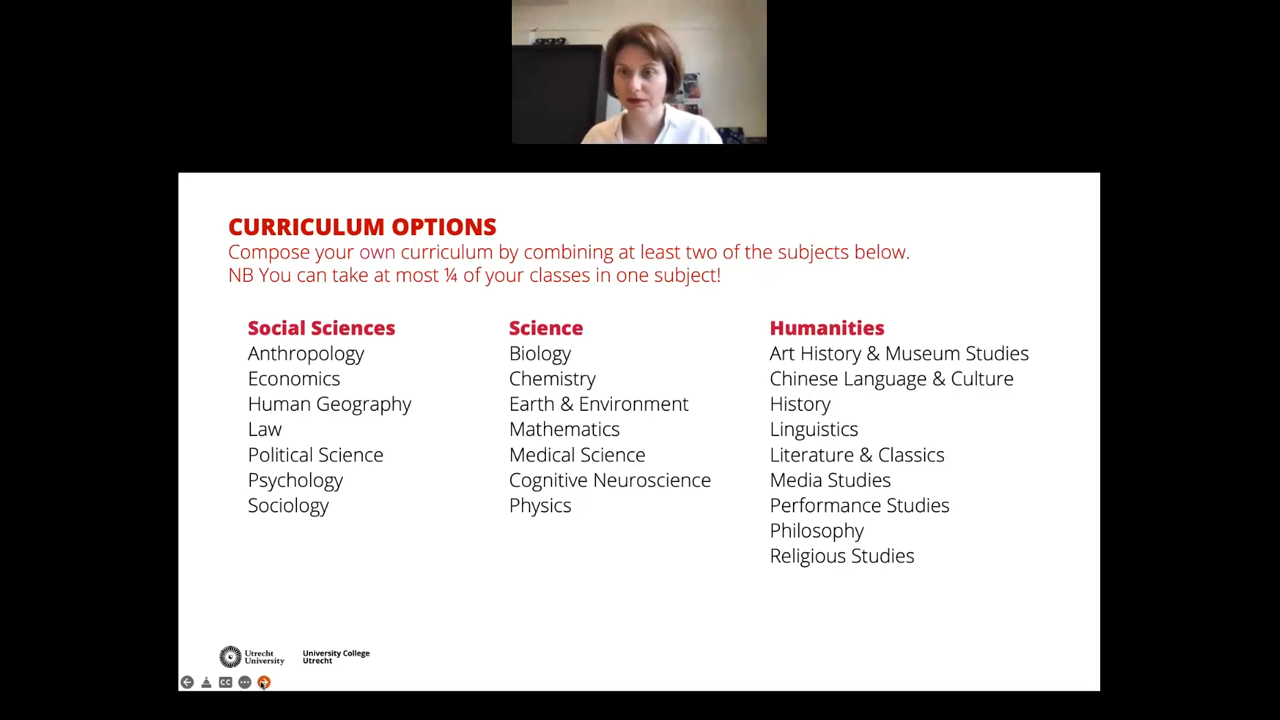 CURRICULUM OPTIONS
Compose your own curriculum by combining at least two of the subjects below.
NB You can take at most ¼ of your classes in one subject!
Social Sciences
Anthropology
Economics
Human Geography
Law
Political Science
Psychology
Sociology
Science
Biology
Chemistry
Earth & Environment
Mathematics
Medical Science
Cognitive Neuroscience
Physics
Humanities
Art History & Museum Studies
Chinese Language & Culture
History
Linguistics
Literature & Classics
Media Studies
Performance Studies
Philosophy
Religious Studies
Utrecht
University
University College
Utrecht
CC